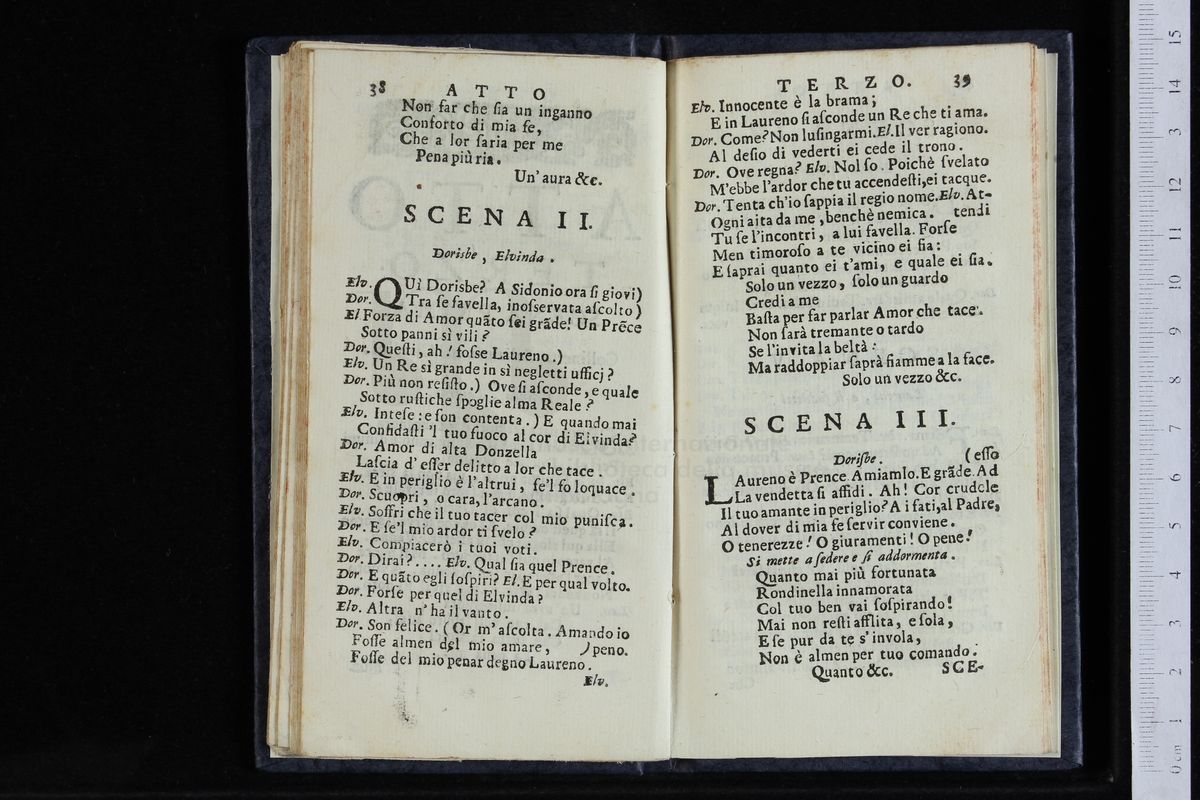 38 ATTO
Non far che ſia un inganno
Conforto di mia fe,
Che a lor ſaria per me
Pena più ria.
Un' aura &c.
SCENA II.
Dorisbe, Elvinda.
Elv. QUì Dorisbe? A Sidonio ora ſi giovi)
Dor. Tra ſe favella, inoſservata aſcolto)
El Forza di Amor quãto ſei grãde! Un Prẽce
Sotto panni sì vili?
Dor. Queſti, ah! foſse Laureno.)
Elv. Un Re sì grande in sì negletti ufficj?
Dor. Più non reſiſto.) Ove ſi aſconde, e quale
Sotto ruſtiche ſpoglie alma Reale?
Elv. Inteſe: e ſon contenta.) E quando mai
Confidaſti 'l tuo fuoco al cor di Elvinda?
Dor. Amor di alta Donzella
Laſcia d' eſſer delitto a lor che tace.
Elv. E in periglio è l'altrui, ſe'l fo loquace.
Dor. Scuopri, o cara, l'arcano.
Elv. Soffri che il tuo tacer col mio puniſca.
Dor. E ſe'l mio ardor ti ſvelo?
Elv. Compiacerò i tuoi voti.
Dor. Dirai?.... Elv. Qual ſia quel Prence.
Dor. E quãto egli ſoſpiri? El. E per qual volto.
Dor. Forſe per quel di Elvinda?
Elv. Altra n' ha il vanto.
Dor. Son felice. (Or m' aſcolta. Amando io
Foſſe almen del mio amare, )peno.
Foſſe del mio penar degno Laureno.
Elv.
TERZO. 39
Elv. Innocente è la brama;
E in Laureno ſi aſconde un Re che ti ama.
Dor. Come? Non luſingarmi. El. Il ver ragiono.
Al deſio di vederti ei cede il trono.
Dor. Ove regna? Elv. Nol ſo. Poichè ſvelato
M'ebbe l'ardor che tu accendeſti, ei tacque.
Dor. Tenta ch'io ſappia il regio nome. Elv. At-
Ogni aita da me, benchè nemica. tendi
Tu ſe l'incontri, a lui favella. Forſe
Men timoroſo a te vicino ei ſia:
E ſaprai quanto ei t'ami, e quale ei ſia.
Solo un vezzo, ſolo un guardo
Credi a me
Baſta per far parlar Amor che tace.
Non ſarà tremante o tardo
Se l'invita la beltà:
Ma raddoppiar ſaprà fiamme a la face.
Solo un vezzo &c.
SCENA III.
Dorisbe. (eſſo
LAureno è Prence. Amiamlo. E grãde. Ad
La vendetta ſi affidi. Ah! Cor crudele
Il tuo amante in periglio? A i fati, al Padre,
Al dover di mia fe ſervir conviene.
O tenerezze! O giuramenti! O pene!
Si mette a ſedere e ſi addormenta.
Quanto mai più fortunata
Rondinella innamorata
Col tuo ben vai ſoſpirando!
Mai non reſti afflita, e ſola,
E ſe pur da te s' invola,
Non è almen per tuo comando.
Quanto &c. SCE-